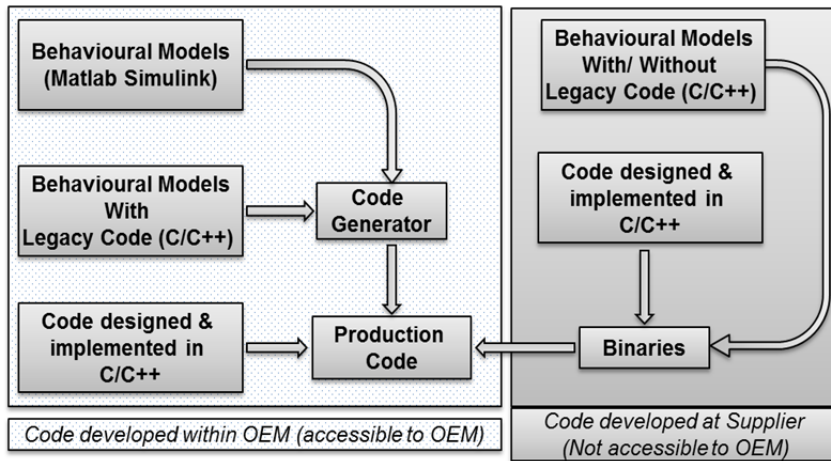 Behavioural Models
(Matlab Simulink)
Behavioural Models
With
Legacy Code (C/C++)
Code designed &
implemented in
C/C++
Code
Generator
Production
Code
Code developed within OEM (accessible to OEM)
Behavioural Models
With/ Without
Legacy Code (C/C++)
Code designed &
implemented in
C/C++
Binaries
Code developed at Supplier
(Not accessible to OEM)